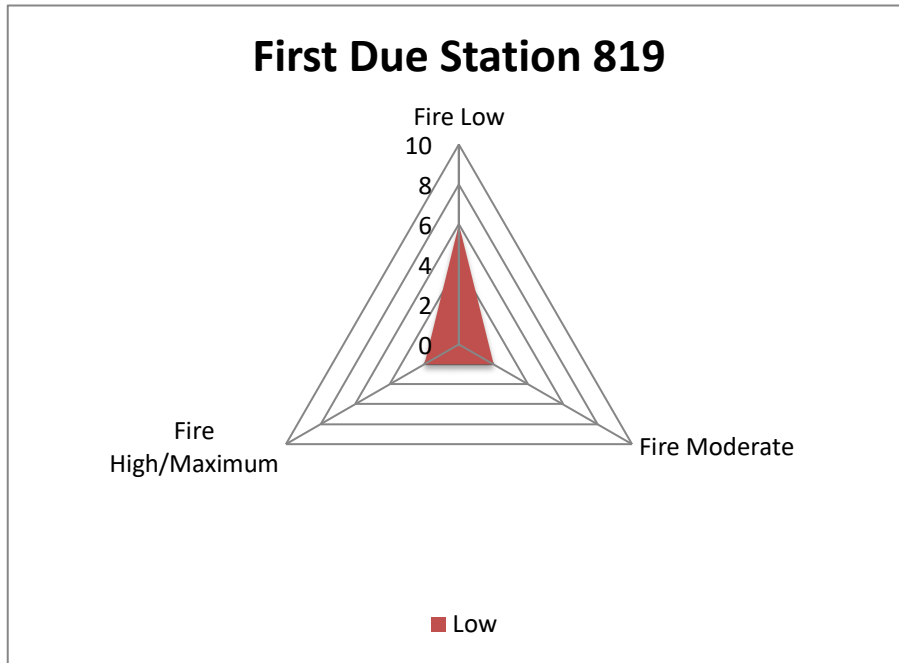 First Due Station 819
Fire Low
10
8
6
4
2
0
Fire
High/Maximum
Fire Moderate
Low